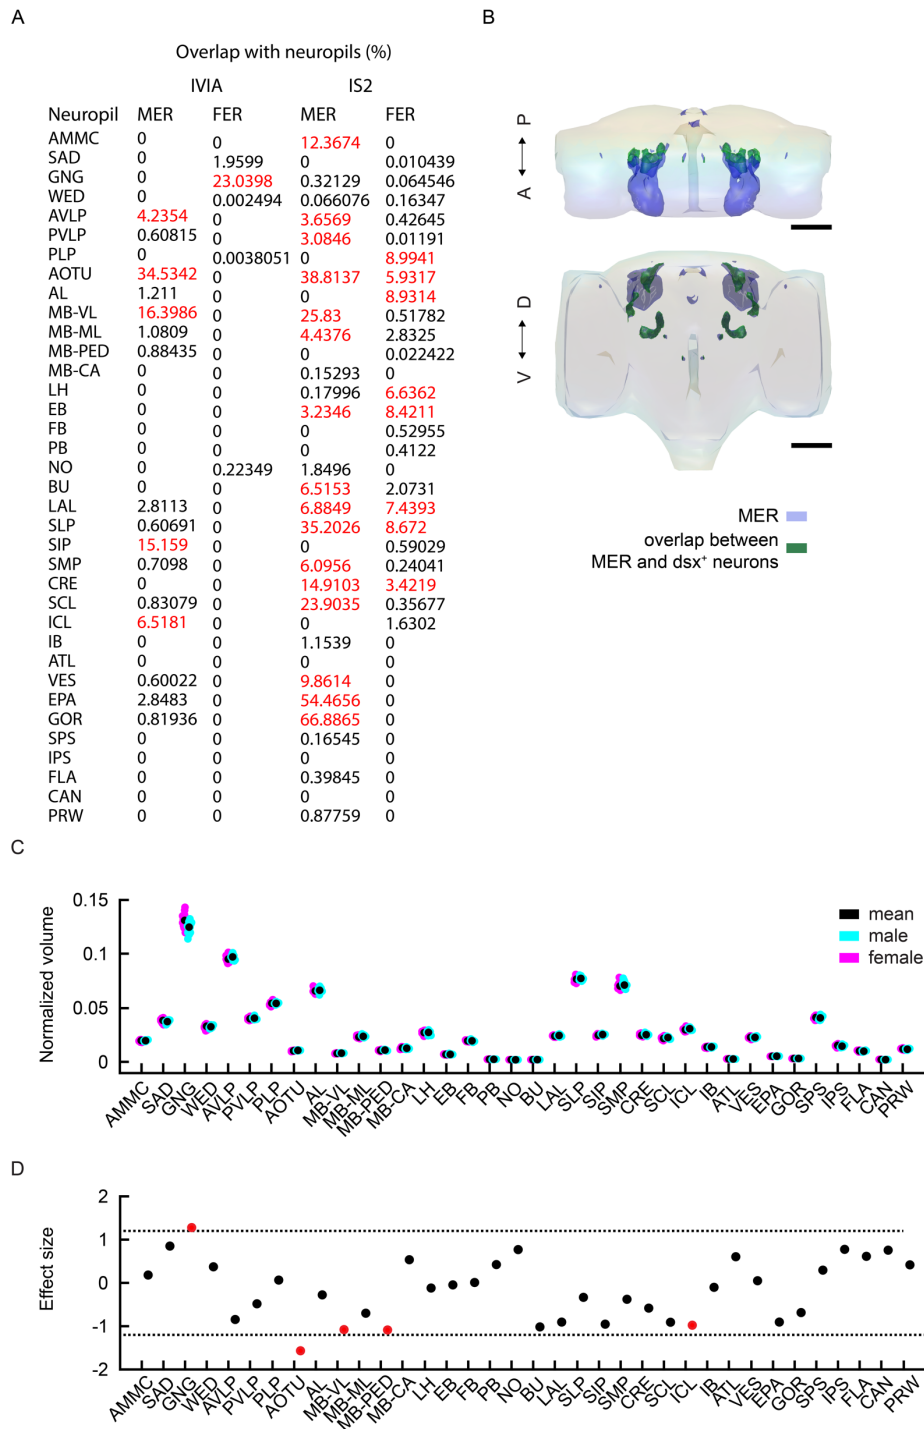 A
Overlap with neuropils (%)
IVIA IS2
Neuropil MER FER MER FER
AMMC 0 0 12.3674 0
SAD 0 1.9599 0 0.010439
GNG 0 23.0398 0.32129 0.064546
WED 0 0.002494 0.066076 0.16347
AVLP 4.2354 0 3.6569 0.42645
PVLP 0.60815 0 3.0846 0.01191
PLP 0 0.0038051 0 8.9941
AOTU 34.5342 0 38.8137 5.9317
AL 1.211 0 0 8.9314
MB-VL 16.3986 0 25.83 0.51782
MB-ML 1.0809 0 4.4376 2.8325
MB-PED 0.88435 0 0 0.022422
MB-CA 0 0 0.15293 0
LH 0 0 0.17996 6.6362
EB 0 0 3.2346 8.4211
FB 0 0 0 0.52955
PB 0 0 0 0.4122
NO 0 0.22349 1.8496 0
BU 0 0 6.5153 2.0731
LAL 2.8113 0 6.8849 7.4393
SLP 0.60691 0 35.2026 8.672
SIP 15.159 0 0 0.59029
SMP 0.7098 0 6.0956 0.24041
CRE 0 0 14.9103 3.4219
SCL 0.83079 0 23.9035 0.35677
ICL 6.5181 0 0 1.6302
IB 0 0 1.1539 0
ATL 0 0 0 0
VES 0.60022 0 9.8614 0
EPA 2.8483 0 54.4656 0
GOR 0.81936 0 66.8865 0
SPS 0 0 0.16545 0
IPS 0 0 0 0
FLA 0 0 0.39845 0
CAN 0 0 0 0
PRW 0 0 0.87759 0
B
P
A
D
V
MER
overlap between
MER and dsx⁺ neurons
C
Normalized volume
0.15
0.1
0.05
0
mean
male
female
AMMC SAD GNG WED AVLP PVLP PLP AOTU AL MB-VL MB-ML MB-PED MB-CA LH EB FB PB NO BU LAL SLP SIP SMP CRE SCL ICL IB ATL VES EPA GOR SPS IPS FLA CAN PRW
D
Effect size
2
1
0
-1
-2
AMMC SAD GNG WED AVLP PVLP PLP AOTU AL MB-VL MB-ML MB-PED MB-CA LH EB FB PB NO BU LAL SLP SIP SMP CRE SCL ICL IB ATL VES EPA GOR SPS IPS FLA CAN PRW